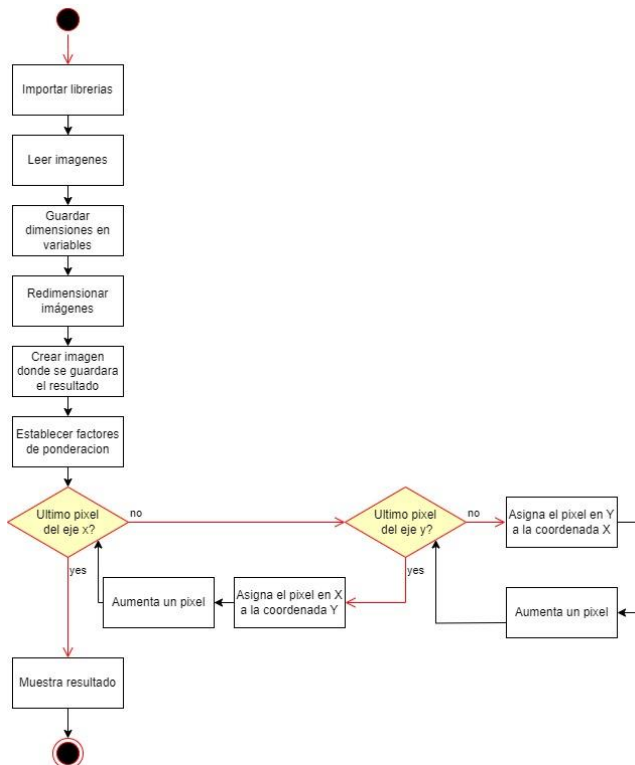 Importar librerias
Leer imagenes
Guardar
dimensiones en
variables
Redimensionar
imágenes
Crear imagen
donde se guardara
el resultado
Establecer factores
de ponderacion
Ultimo pixel
del eje x?
no
Ultimo pixel
del eje y?
no
Asigna el pixel en Y
a la coordenada X
yes
yes
Aumenta un pixel
Asigna el pixel en X
a la coordenada Y
Aumenta un pixel
Muestra resultado